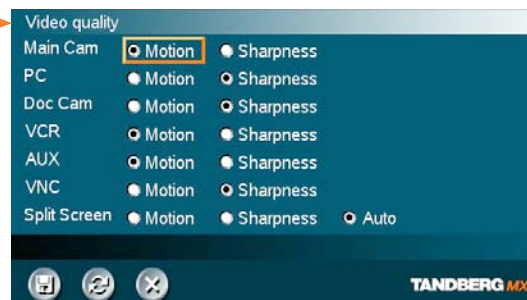 Video quality
Main Cam Motion Sharpness
PC Motion Sharpness
Doc Cam Motion Sharpness
VCR Motion Sharpness
AUX Motion Sharpness
VNC Motion Sharpness
Split Screen Motion Sharpness Auto
TANDBERG MX